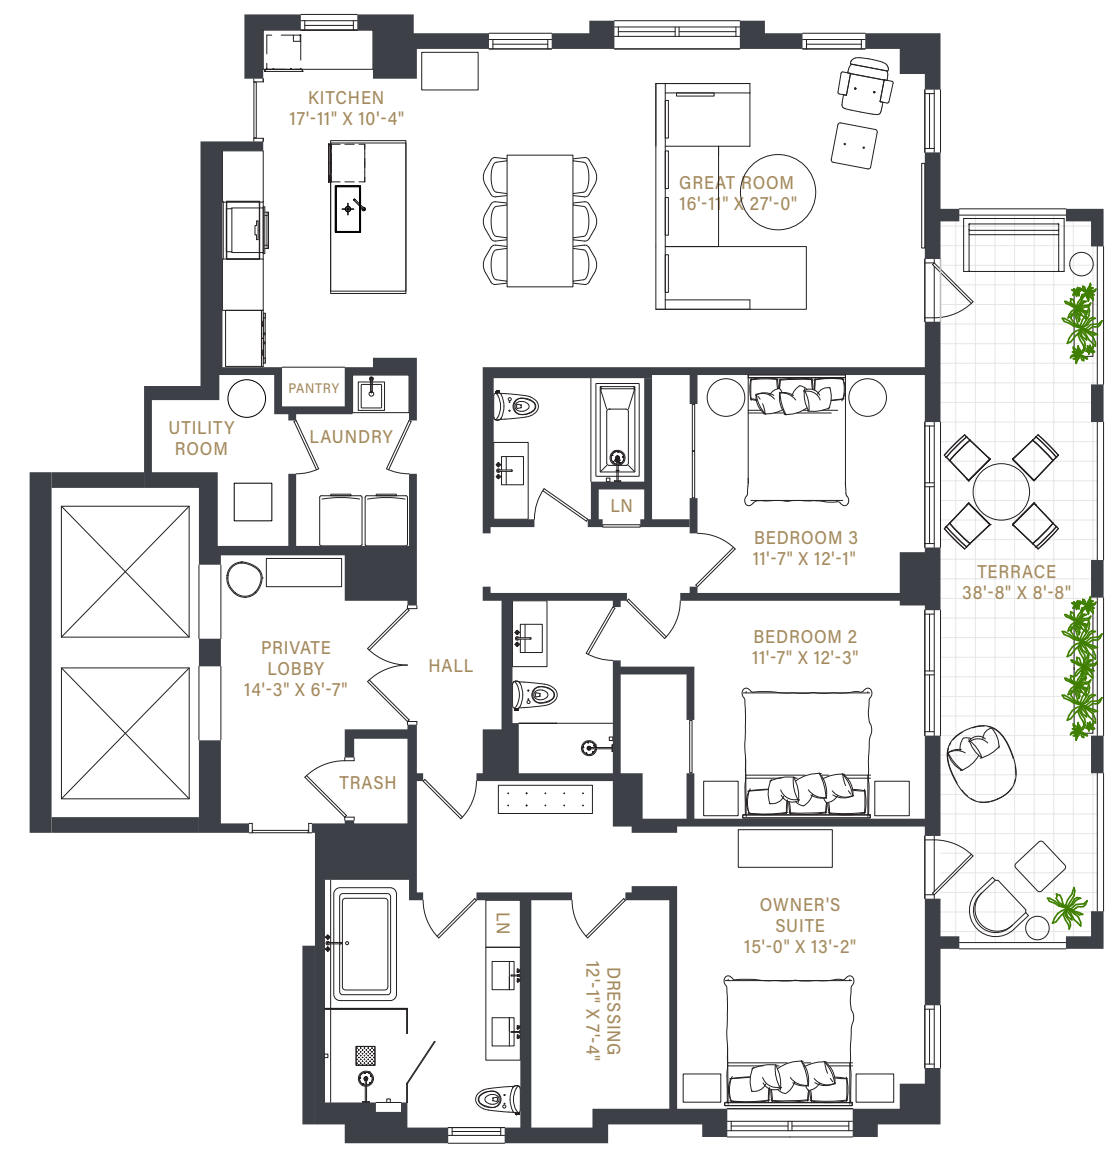 KITCHEN
17'-11" X 10'-4"
GREAT ROOM
16'-11" X 27'-0"
PANTRY
UTILITY
ROOM
LAUNDRY
LN
BEDROOM 3
11'-7" X 12'-1"
TERRACE
38'-8" X 8'-8"
PRIVATE
LOBBY
14'-3" X 6'-7"
HALL
BEDROOM 2
11'-7" X 12'-3"
TRASH
LN
OWNER'S
SUITE
15'-0" X 13'-2"
DRESSING
12'-1" X 7'-4"